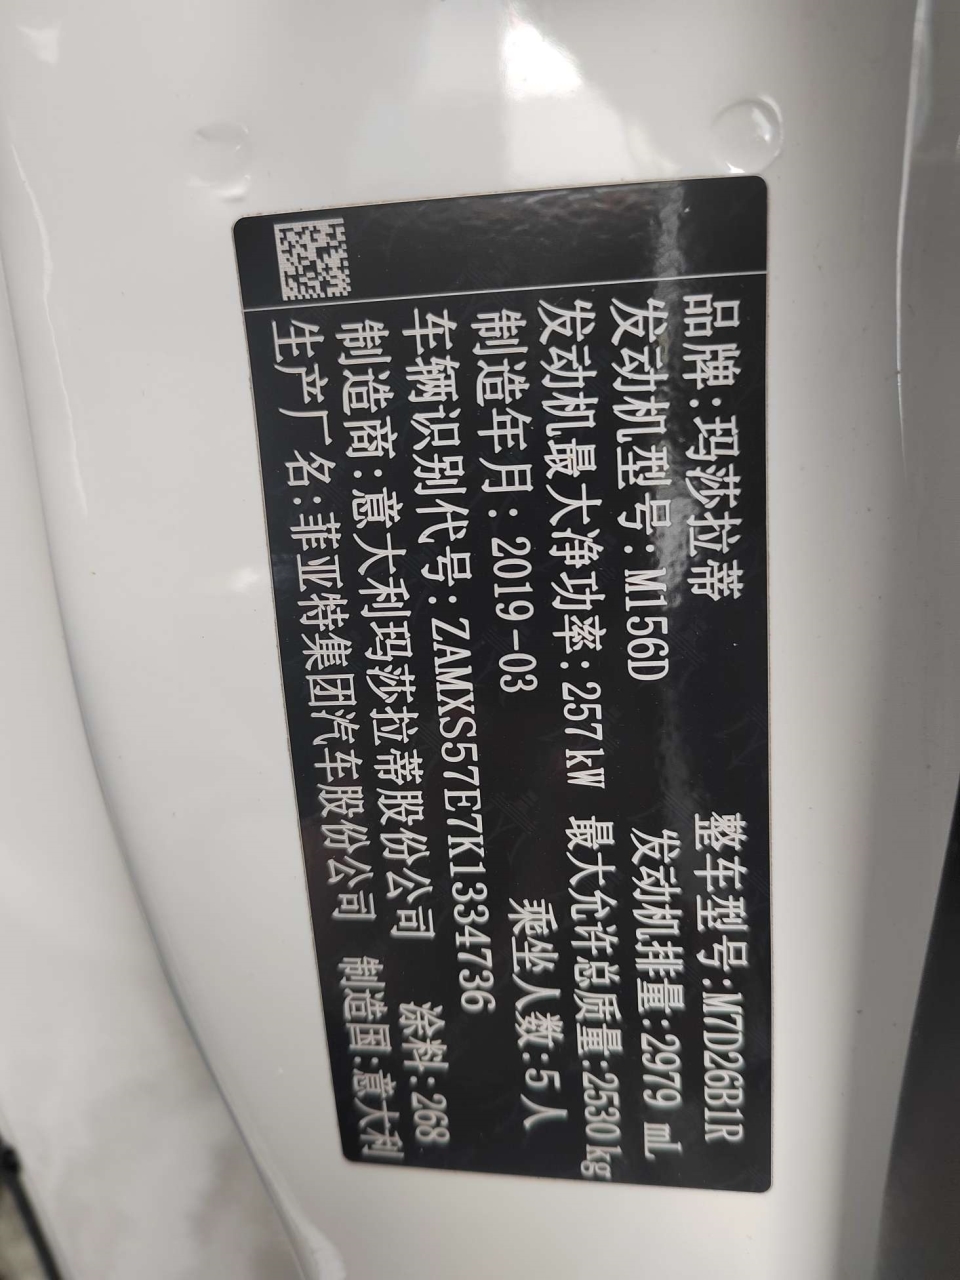 品牌:玛莎拉蒂 整车型号:M7D26B1R
发动机型号:M156D 发动机排量:2979 mL
发动机最大净功率:257kW 最大允许总质量:2530kg
制造年月:2019-03 乘坐人数:5人
车辆识别代号:ZAMXS57E7K1334736
制造商:意大利玛莎拉蒂股份公司 涂料:268
生产厂名:菲亚特集团汽车股份公司 制造国:意大利